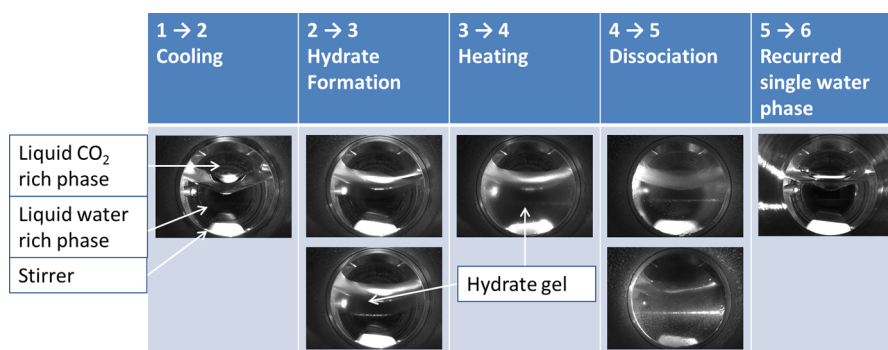 1 → 2
Cooling
2 → 3
Hydrate
Formation
3 → 4
Heating
4 → 5
Dissociation
5 → 6
Recurred
single water
phase
Liquid CO₂
rich phase
Liquid water
rich phase
Stirrer
Hydrate gel